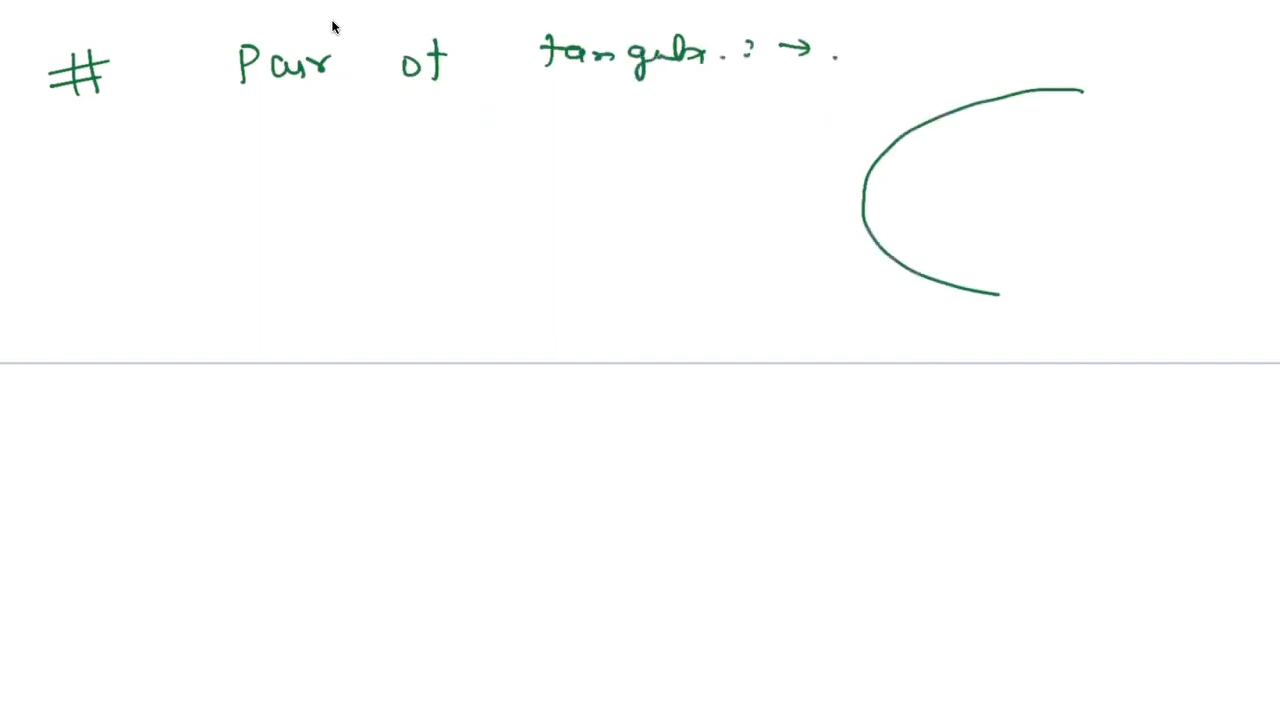 # Pair of tangents. : → .